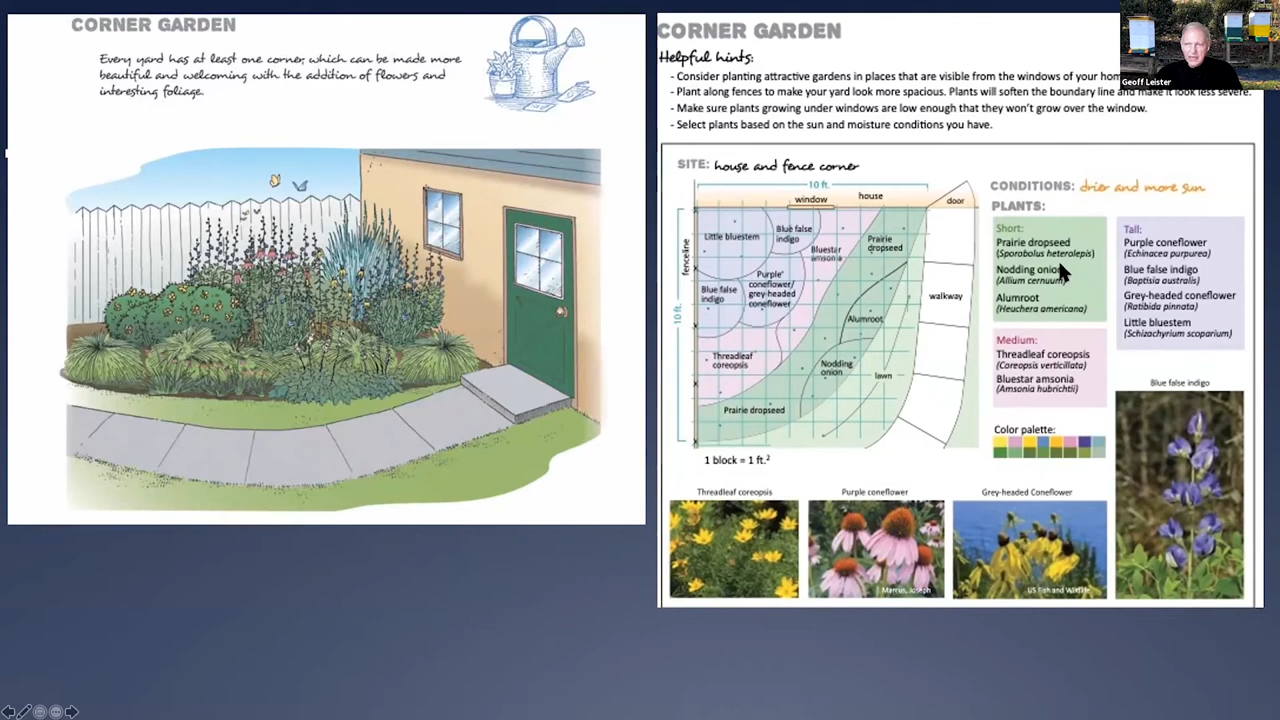 CORNER GARDEN
Every yard has at least one corner, which can be made more
beautiful and welcoming with the addition of flowers and
interesting foliage.
CORNER GARDEN
Helpful hints:
- Consider planting attractive gardens in places that are visible from the windows of your hom
- Plant along fences to make your yard look more spacious. Plants will soften the boundary line and make it look less severe.
- Make sure plants growing under windows are low enough that they won't grow over the window.
- Select plants based on the sun and moisture conditions you have.
Geoff Leister
SITE: house and fence corner
10 ft.
window
house
door
fenceline
10 ft.
Little bluestem
Blue false
indigo
Bluestar
amsonia
Prairie
dropseed
Blue false
indigo
Purple
coneflower/
grey-headed
coneflower
walkway
Alumroot
Threadleaf
coreopsis
Nodding
onion
lawn
Prairie dropseed
1 block = 1 ft.²
CONDITIONS: drier and more sun
PLANTS:
Short:
Prairie dropseed
(Sporobolus heterolepis)
Nodding onion
(Allium cernuum)
Alumroot
(Heuchera americana)
Medium:
Threadleaf coreopsis
(Coreopsis verticillata)
Bluestar amsonia
(Amsonia hubrichtii)
Tall:
Purple coneflower
(Echinacea purpurea)
Blue false indigo
(Baptisia australis)
Grey-headed coneflower
(Ratibida pinnata)
Little bluestem
(Schizachyrium scoparium)
Color palette:
Blue false indigo
Threadleaf coreopsis
Purple coneflower
Grey-headed Coneflower
Marcus, Joseph
US Fish and Wildlife